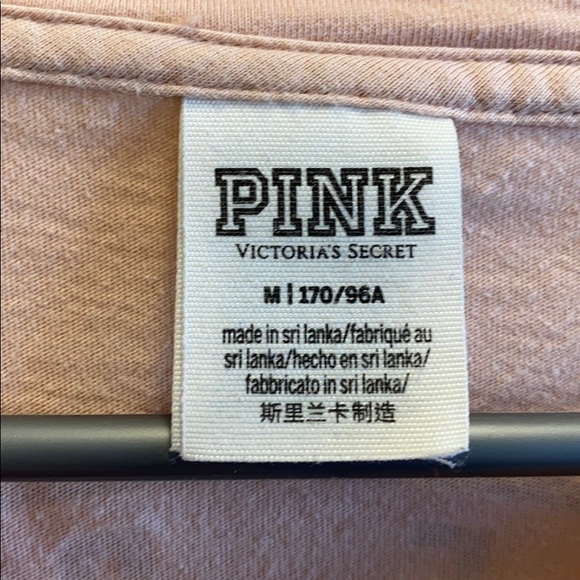 PINK
VICTORIA'S SECRET
M | 170/96A
made in sri lanka/fabriqué au
sri lanka/hecho en sri lanka/
fabbricato in sri lanka/
斯里兰卡制造